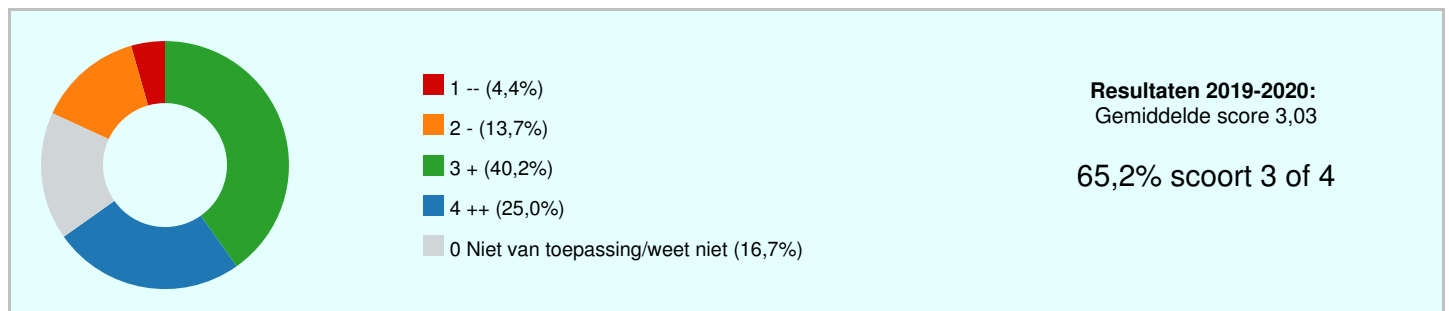 1 -- (4,4%)
2 - (13,7%)
3 + (40,2%)
4 ++ (25,0%)
0 Niet van toepassing/weet niet (16,7%)
Resultaten 2019-2020:
Gemiddelde score 3,03
65,2% scoort 3 of 4